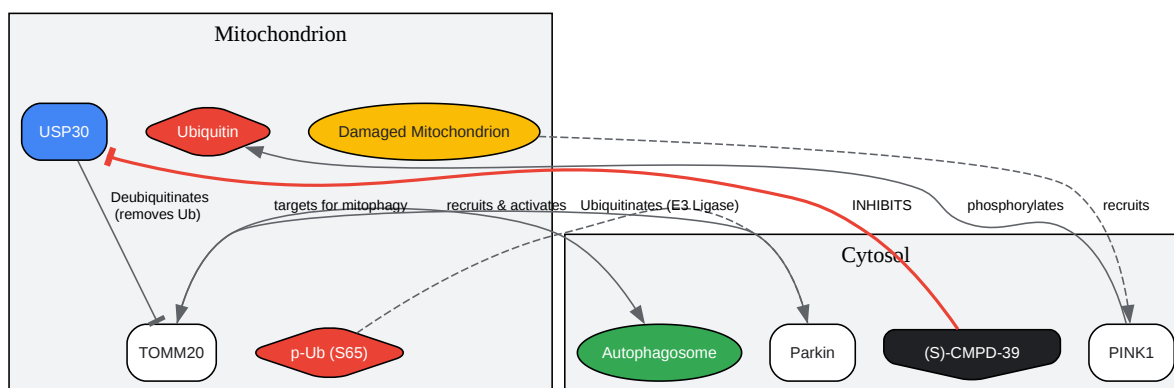 Mitochondrion
USP30
Ubiquitin
Damaged Mitochondrion
Deubiquitinates
(removes Ub)
targets for mitophagy
recruits & activates
Ubiquitinates (E3 Ligase)
INHIBITS
phosphorylates
recruits
Cytosol
TOMM20
p-Ub (S65)
Autophagosome
Parkin
(S)-CMPD-39
PINK1